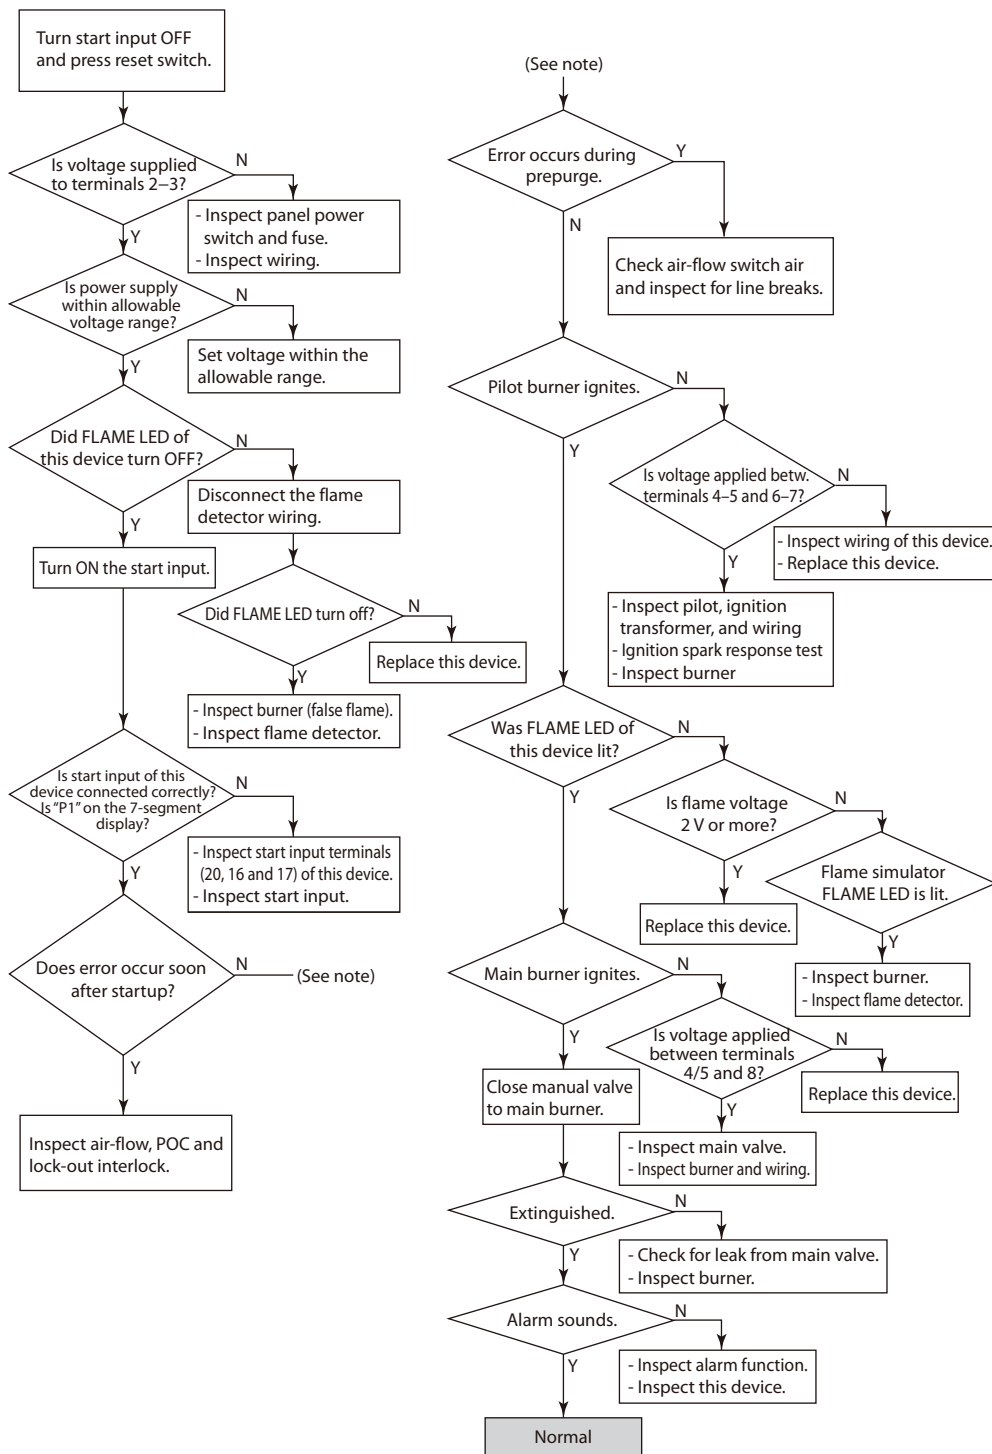 Turn start input OFF
and press reset switch.
Is voltage supplied
to terminals 2–3?
N
- Inspect panel power
switch and fuse.
- Inspect wiring.
Y
Is power supply
within allowable
voltage range?
N
Set voltage within the
allowable range.
Y
Did FLAME LED of
this device turn OFF?
N
Disconnect the flame
detector wiring.
Y
Turn ON the start input.
Did FLAME LED turn off?
N
Replace this device.
Y
- Inspect burner (false flame).
- Inspect flame detector.
Is start input of this
device connected correctly?
Is “P1” on the 7-segment
display?
N
- Inspect start input terminals
(20, 16 and 17) of this device.
- Inspect start input.
Y
Does error occur soon
after startup?
N
(See note)
Y
Inspect air-flow, POC and
lock-out interlock.
(See note)
Error occurs during
prepurge.
Y
Check air-flow switch air
and inspect for line breaks.
N
Pilot burner ignites.
N
Is voltage applied betw.
terminals 4–5 and 6–7?
N
- Inspect wiring of this device.
- Replace this device.
Y
- Inspect pilot, ignition
transformer, and wiring
- Ignition spark response test
- Inspect burner
Y
Was FLAME LED of
this device lit?
N
Is flame voltage
2 V or more?
N
Flame simulator
FLAME LED is lit.
Y
Replace this device.
Y
- Inspect burner.
- Inspect flame detector.
Y
Main burner ignites.
N
Is voltage applied
between terminals
4/5 and 8?
N
Replace this device.
Y
- Inspect main valve.
- Inspect burner and wiring.
Y
Close manual valve
to main burner.
Extinguished.
N
- Check for leak from main valve.
- Inspect burner.
Y
Alarm sounds.
N
- Inspect alarm function.
- Inspect this device.
Y
Normal